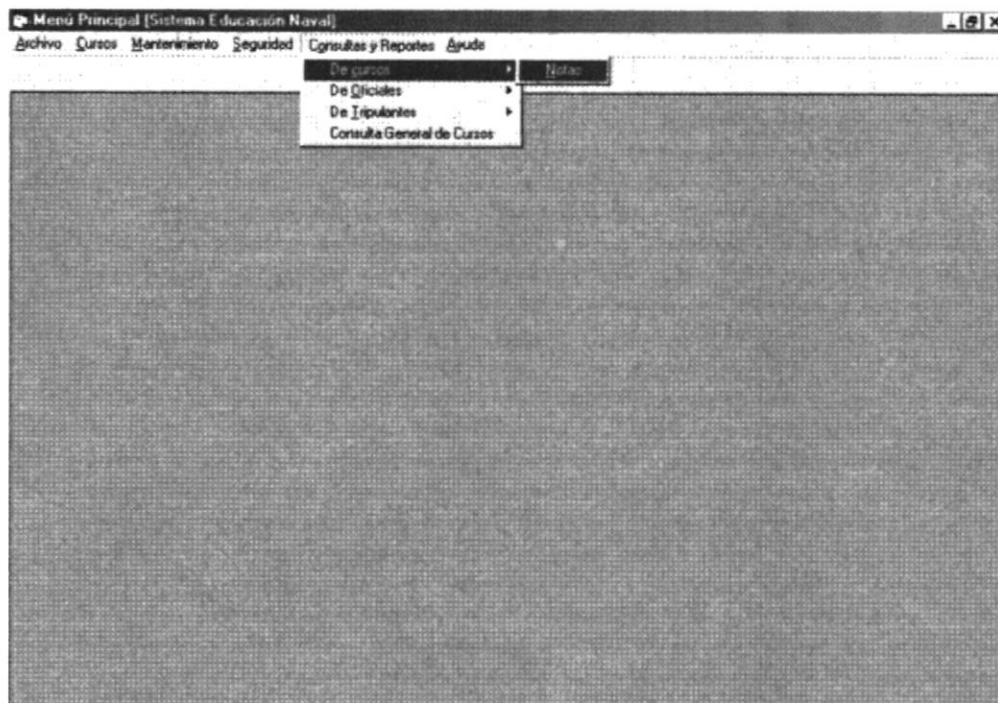 Menú Principal [Sistema Educación Naval]
Archivo Cursos Mantenimiento Seguridad Consultas y Reportes Ayuda
De cursos Notas
De Oficiales
De Tripulantes
Consulta General de Cursos